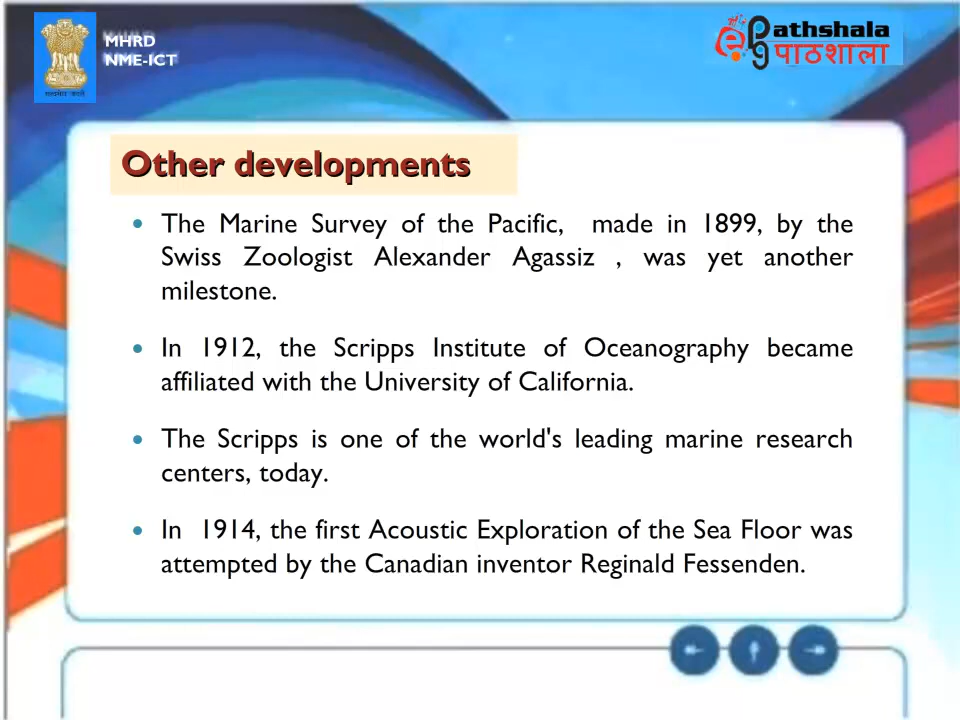 MHRD
NME-ICT
ePathshala
पाठशाला
Other developments
• The Marine Survey of the Pacific, made in 1899, by the
Swiss Zoologist Alexander Agassiz , was yet another
milestone.
• In 1912, the Scripps Institute of Oceanography became
affiliated with the University of California.
• The Scripps is one of the world's leading marine research
centers, today.
• In 1914, the first Acoustic Exploration of the Sea Floor was
attempted by the Canadian inventor Reginald Fessenden.